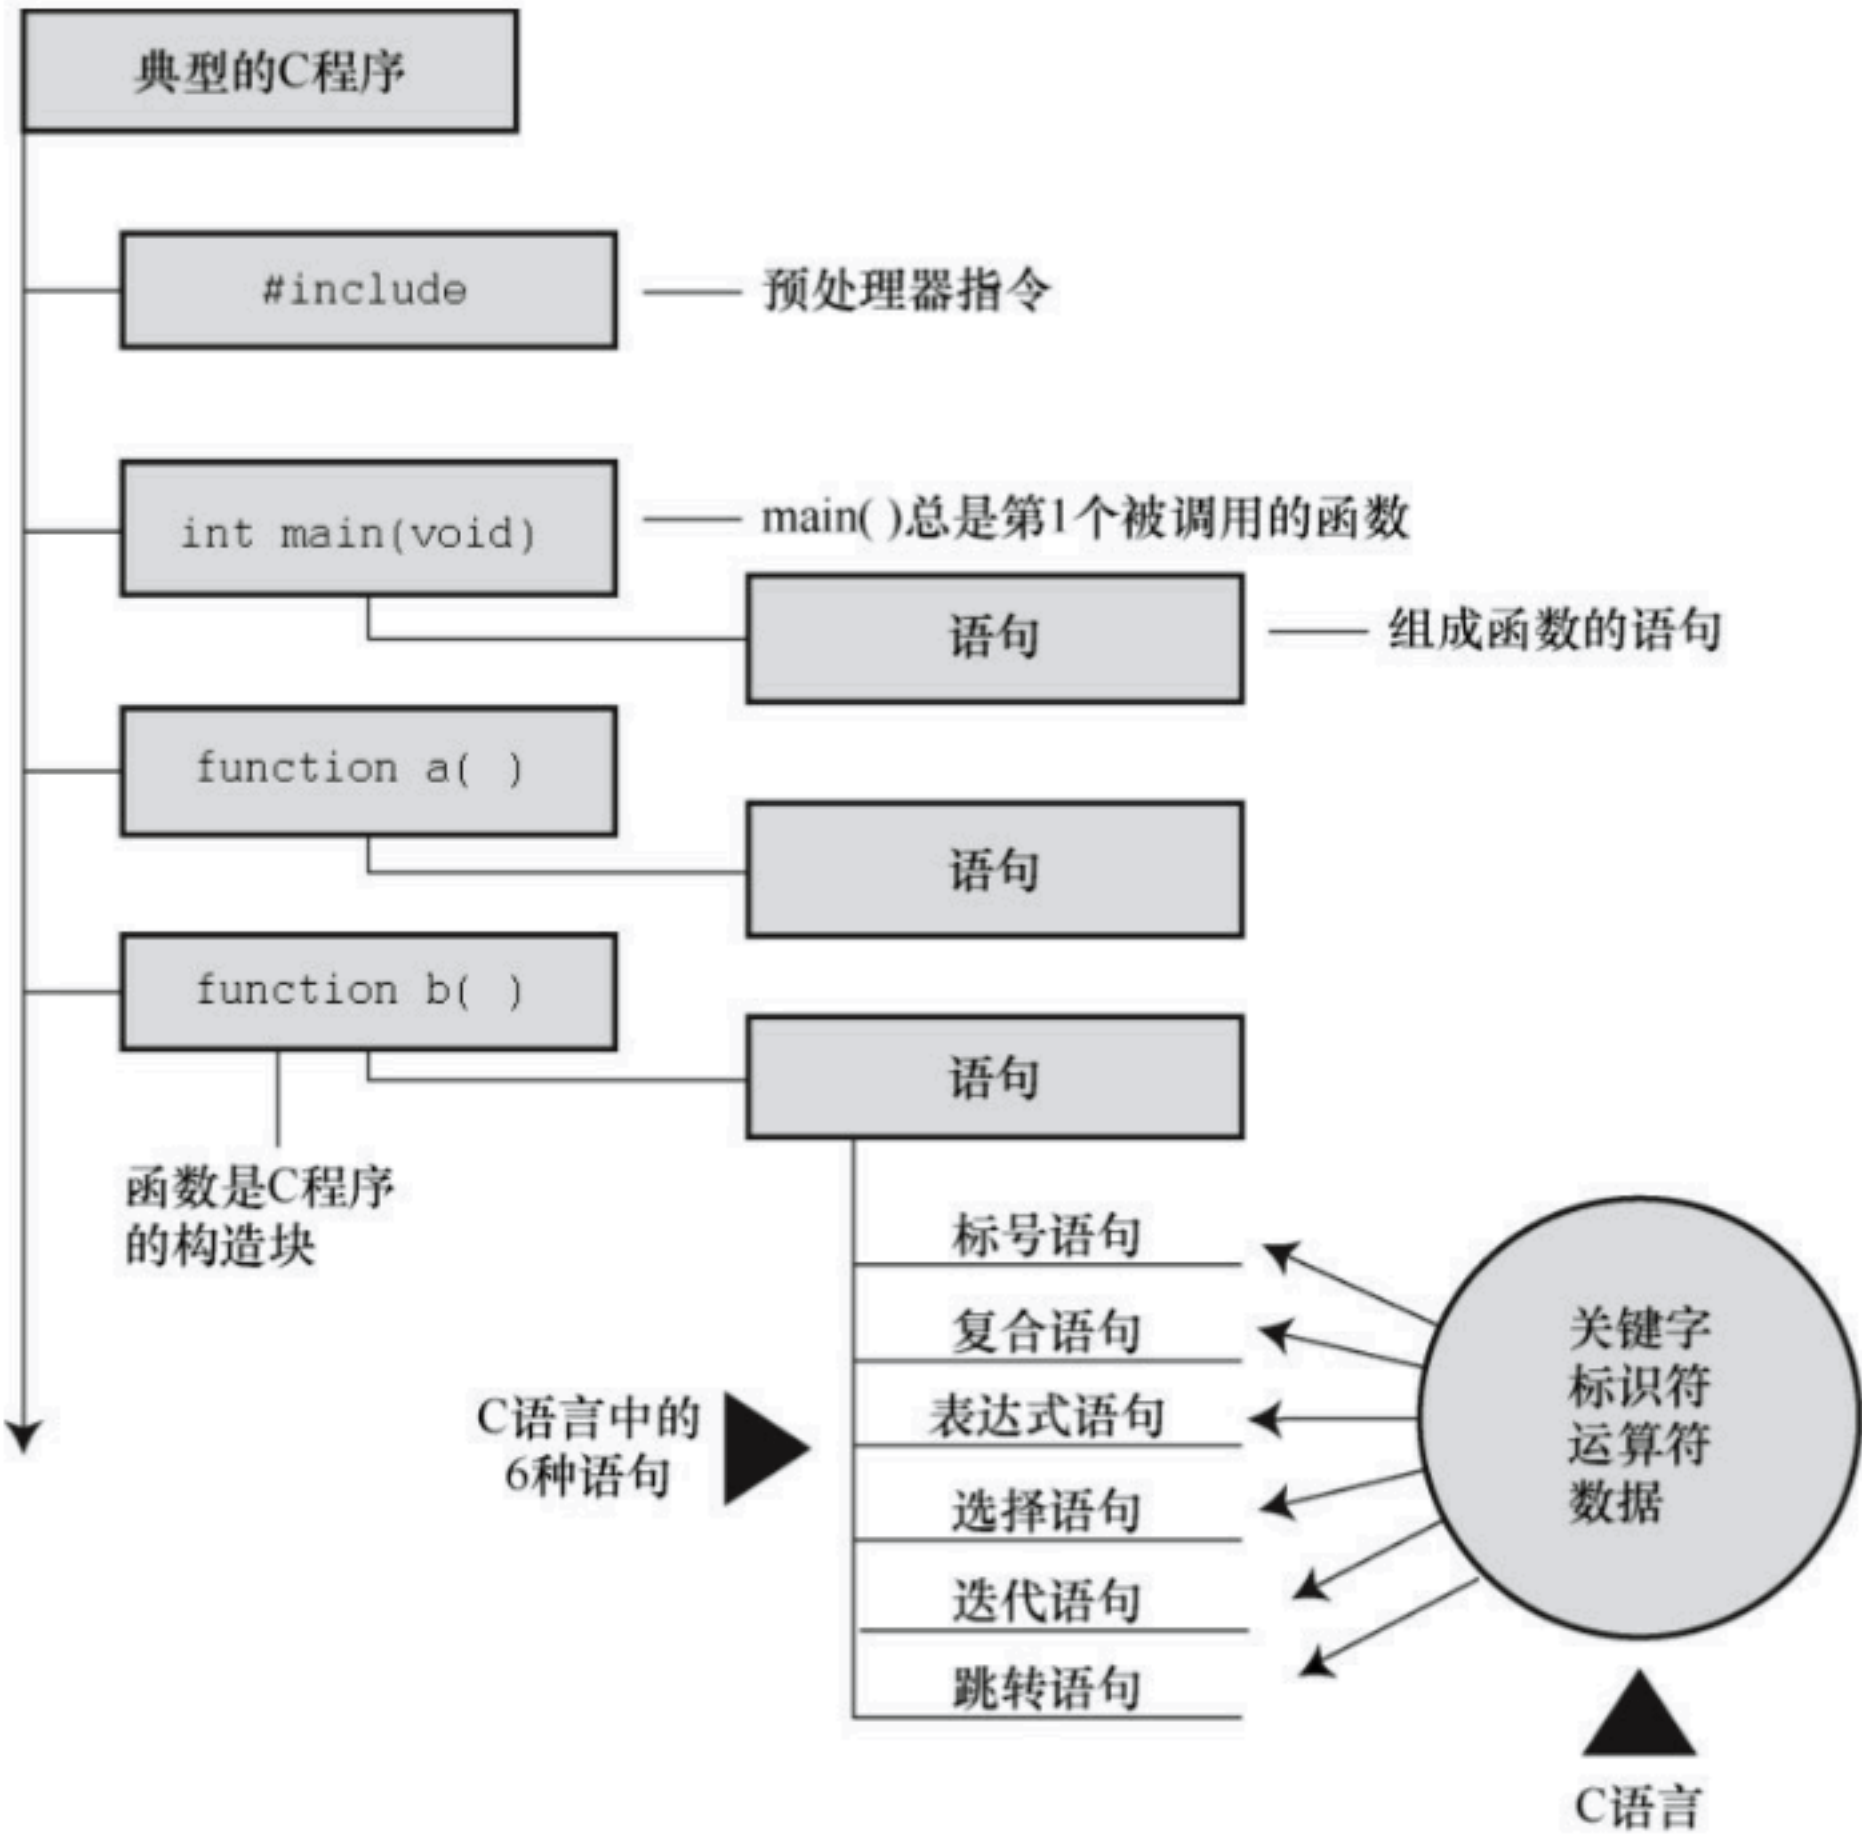 典型的C程序
#include
预处理器指令
int main(void)
main( )总是第1个被调用的函数
语句
组成函数的语句
function a( )
语句
function b( )
语句
函数是C程序
的构造块
标号语句
复合语句
表达式语句
选择语句
迭代语句
跳转语句
C语言中的
6种语句
关键字
标识符
运算符
数据
C语言